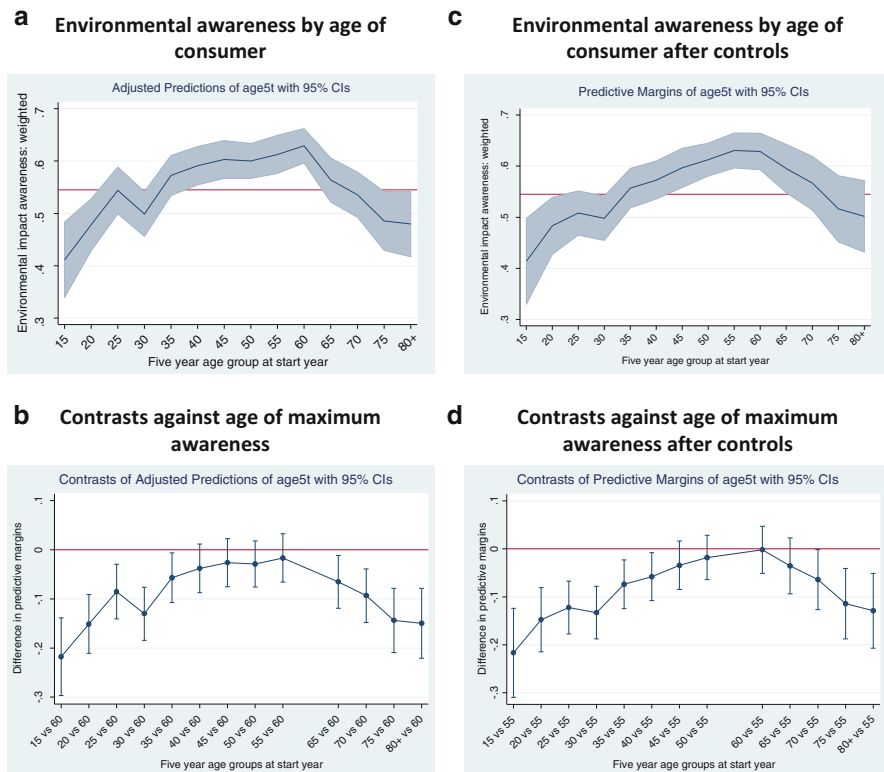 a
Environmental awareness by age of
consumer
Adjusted Predictions of age5t with 95% CIs
Environmental impact awareness: weighted
.7
.6
.5
.4
.3
15 20 25 30 35 40 45 50 55 60 65 70 75 80+
Five year age group at start year
c
Environmental awareness by age of
consumer after controls
Predictive Margins of age5t with 95% CIs
Environmental impact awareness: weighted
.7
.6
.5
.4
.3
15 20 25 30 35 40 45 50 55 60 65 70 75 80+
Five year age group at start year
b
Contrasts against age of maximum
awareness
Contrasts of Adjusted Predictions of age5t with 95% CIs
Difference in predictive margins
.1
0
-.1
-.2
-.3
15 vs 60 20 vs 60 25 vs 60 30 vs 60 35 vs 60 40 vs 60 45 vs 60 50 vs 60 55 vs 60 65 vs 60 70 vs 60 75 vs 60 80+ vs 60
Five year age groups at start year
d
Contrasts against age of maximum
awareness after controls
Contrasts of Predictive Margins of age5t with 95% CIs
Difference in predictive margins
.1
0
-.1
-.2
-.3
15 vs 55 20 vs 55 25 vs 55 30 vs 55 35 vs 55 40 vs 55 45 vs 55 50 vs 55 60 vs 55 65 vs 55 70 vs 55 75 vs 55 80+ vs 55
Five year age groups at start year